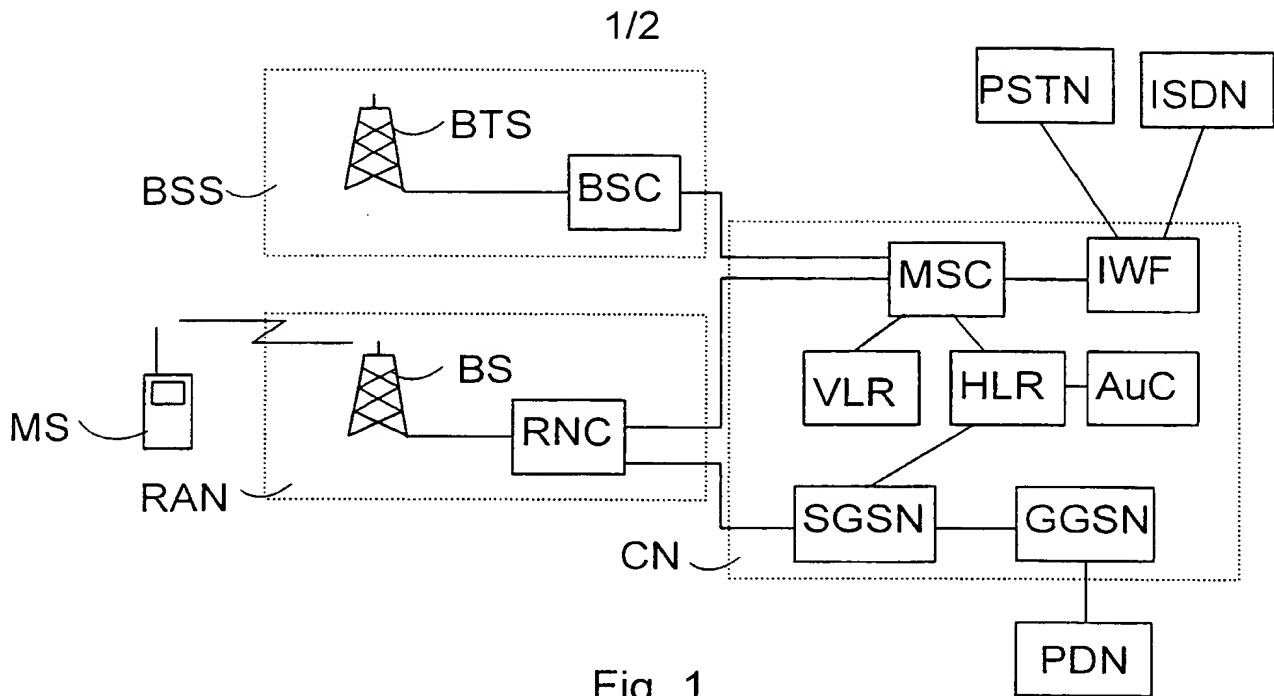 1/2
PSTN
ISDN
BTS
BSS
BSC
MSC
IWF
BS
VLR
HLR
AuC
MS
RNC
RAN
SGSN
GGSN
CN
PDN
Fig. 1